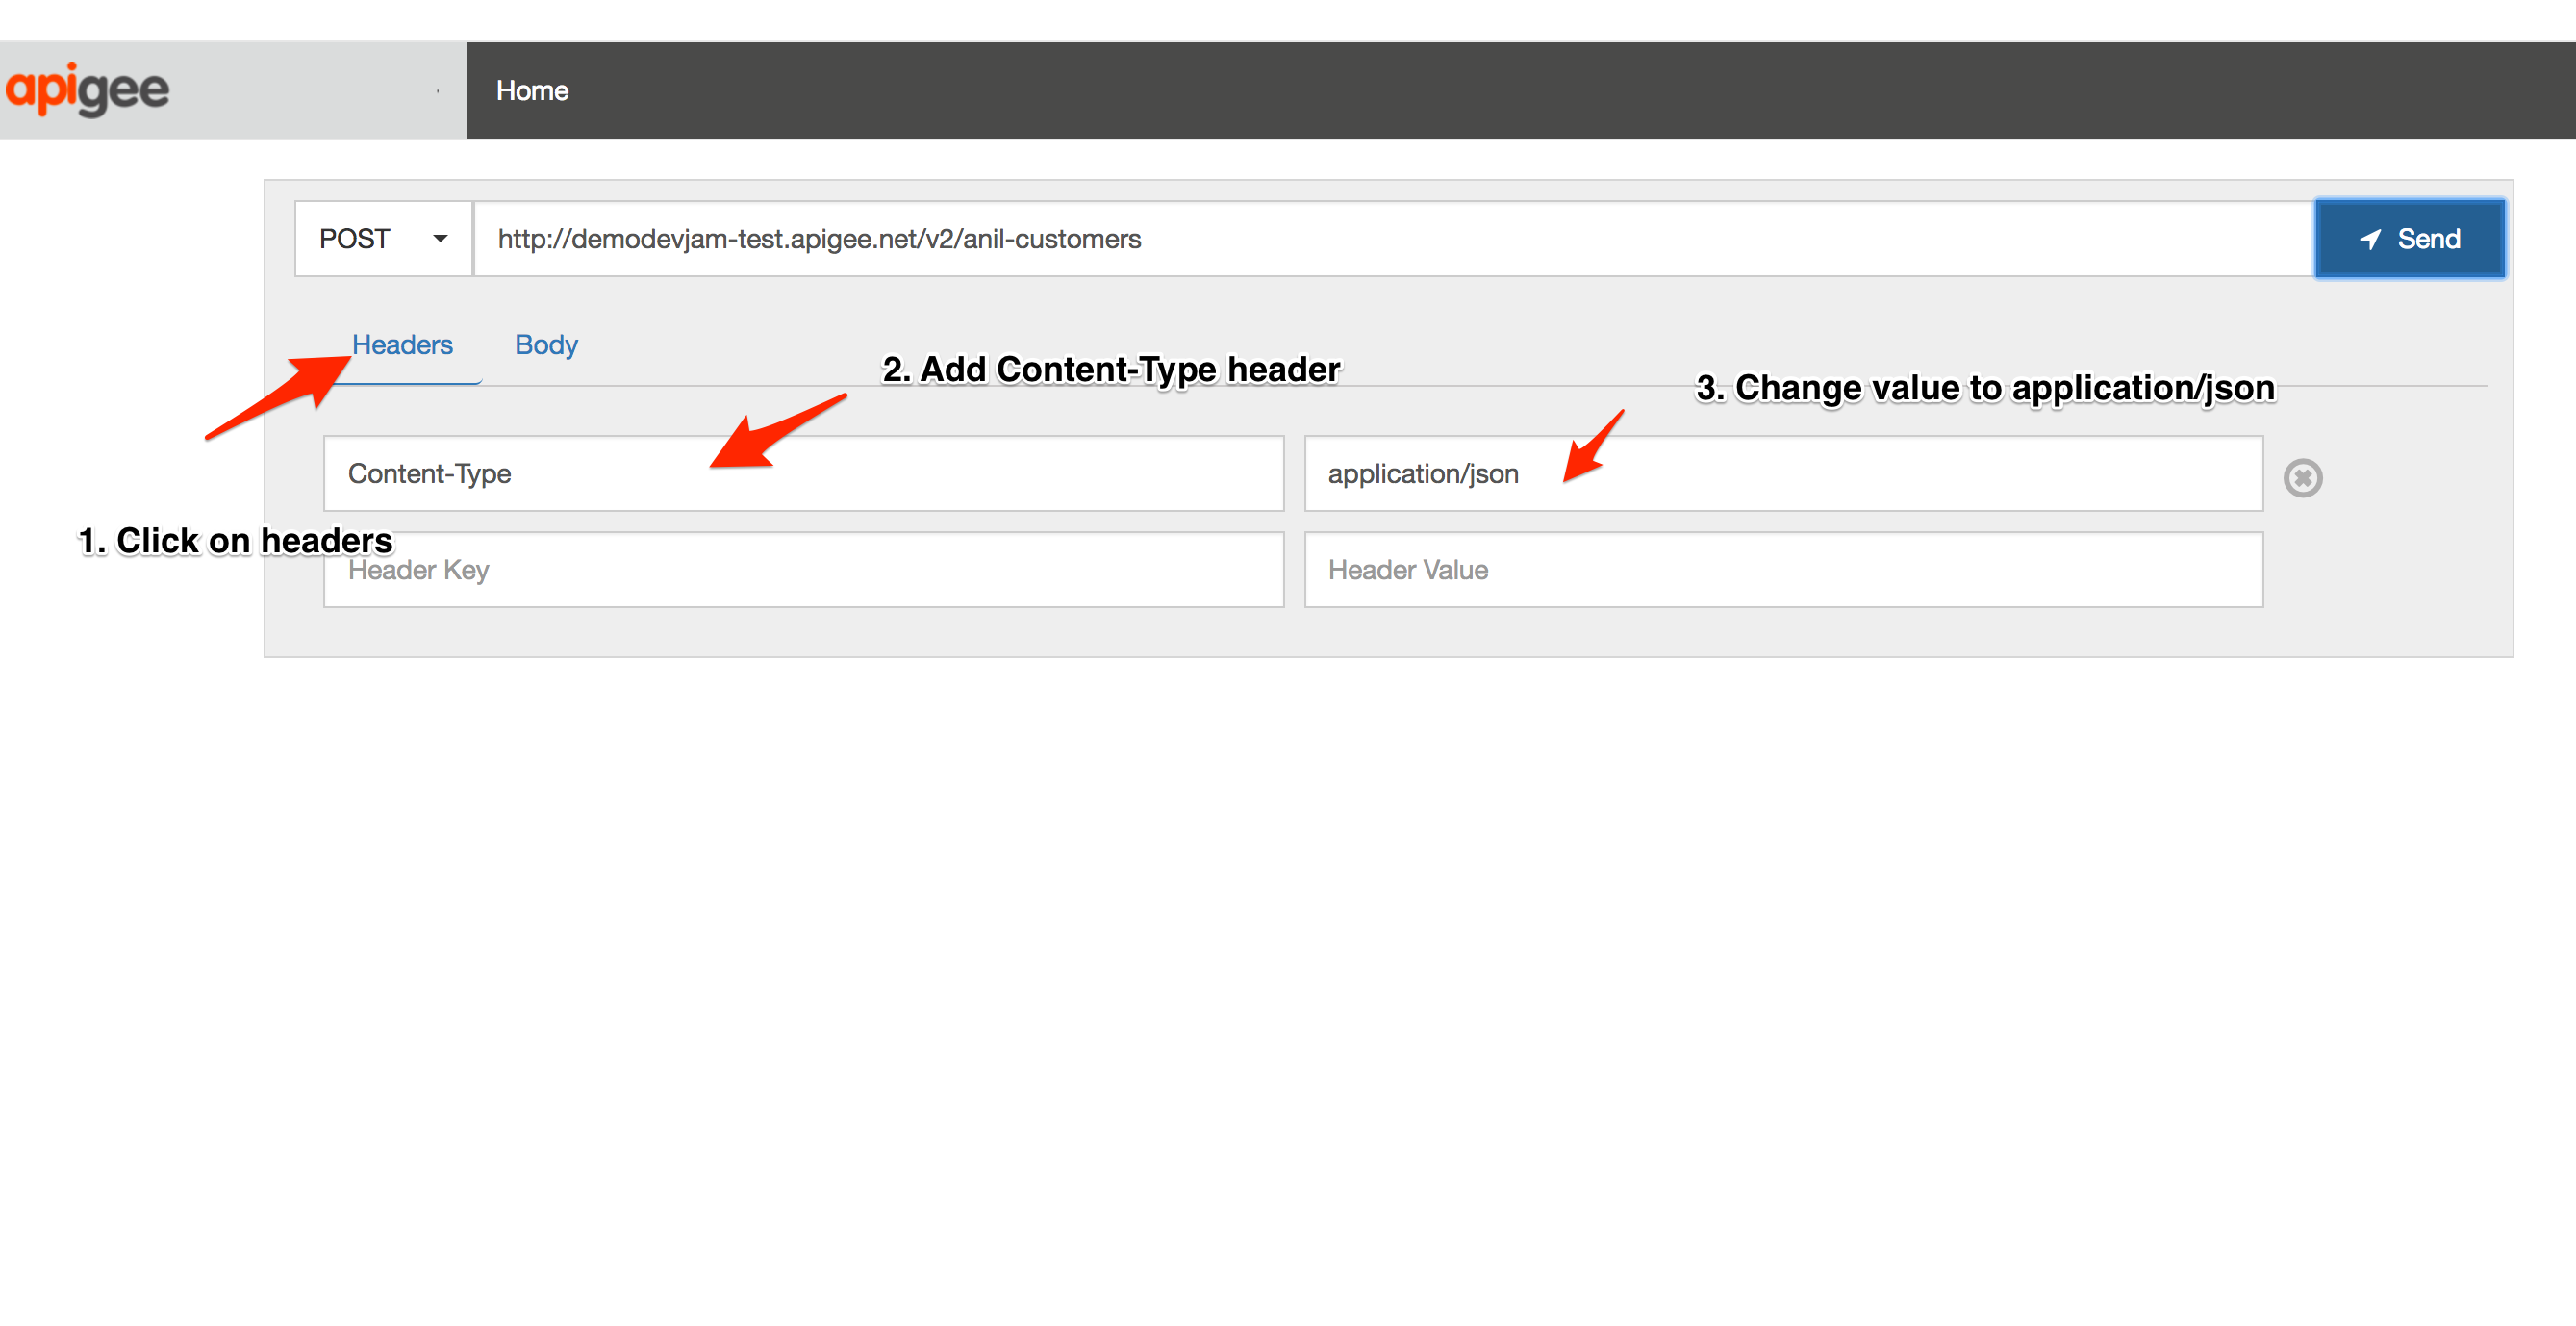 apigee
Home
POST
http://demodevjam-test.apigee.net/v2/anil-customers
Send
Headers
Body
2. Add Content-Type header
3. Change value to application/json
Content-Type
application/json
1. Click on headers
Header Key
Header Value